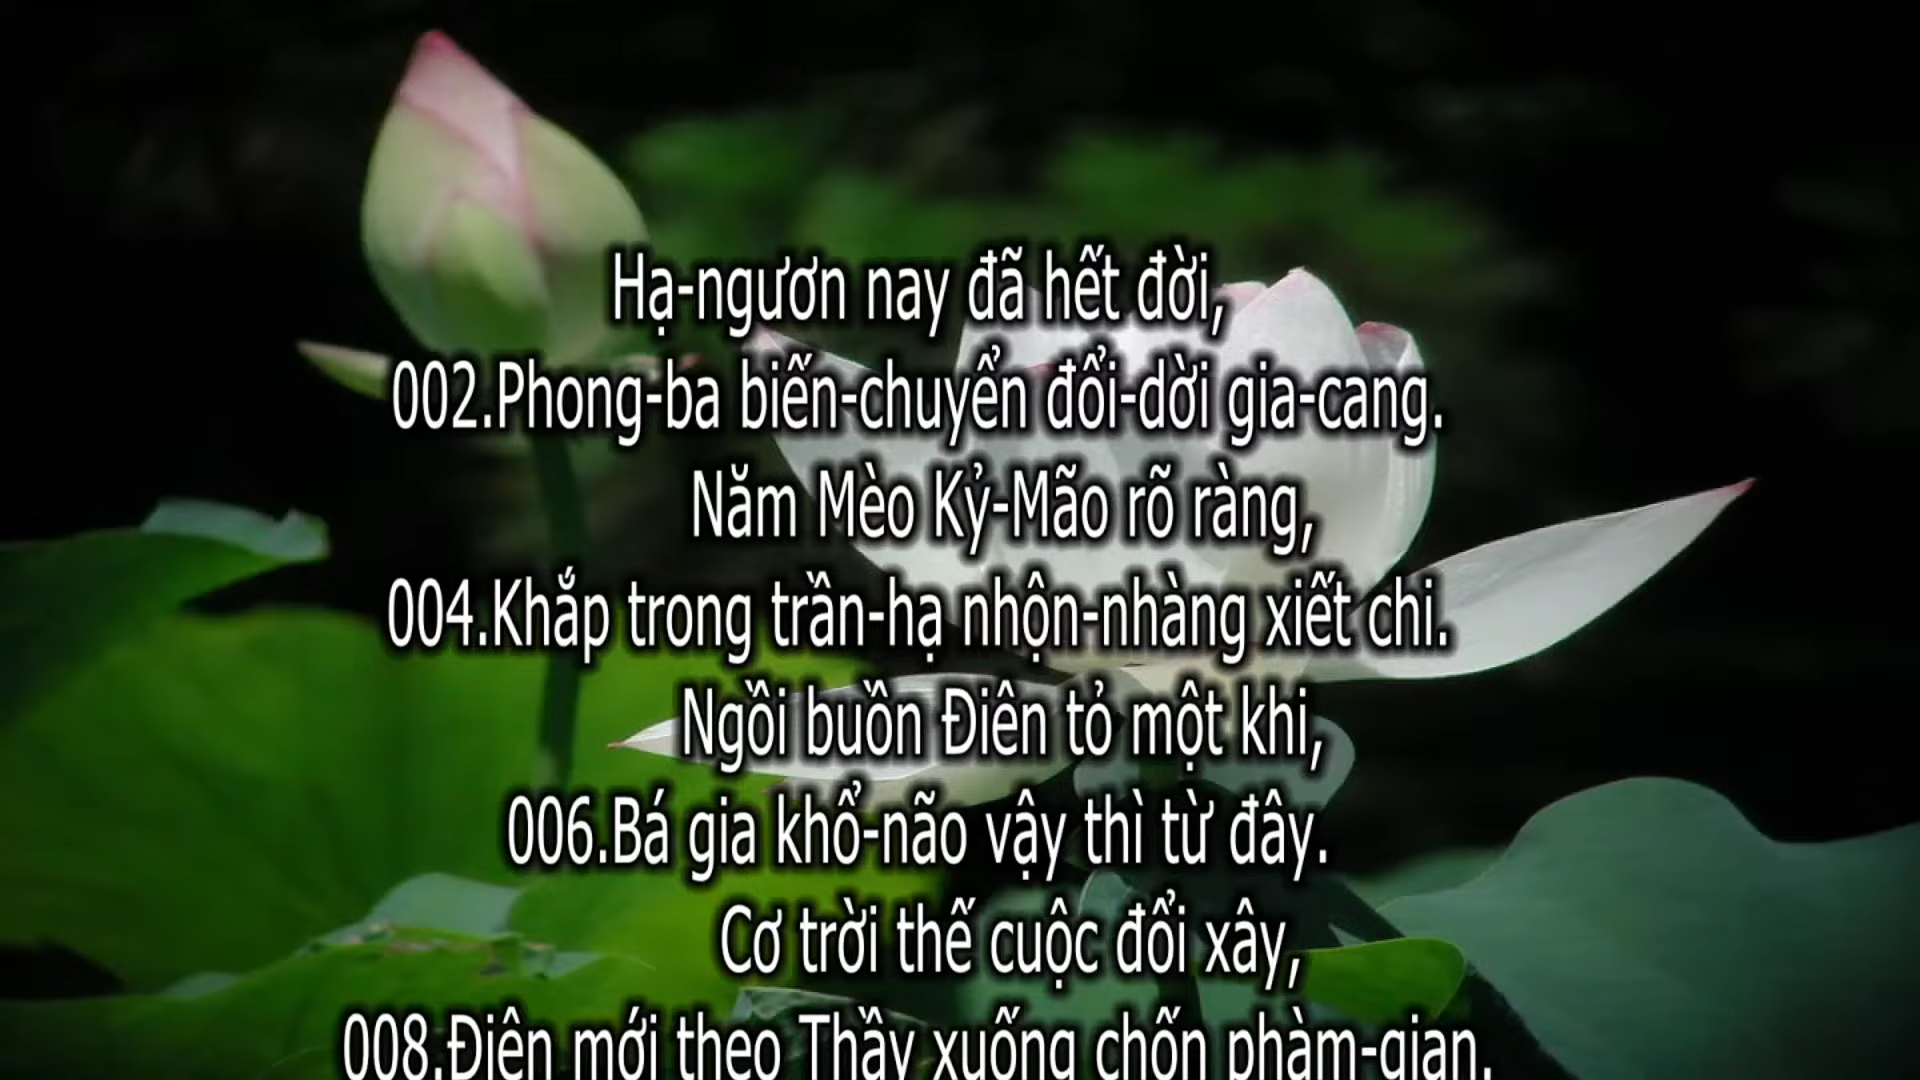 Hạ-ngươn nay đã hết đời,
002.Phong-ba biến-chuyển đổi-dời gia-cang.
Năm Mèo Kỷ-Mão rõ ràng,
004.Khắp trong trần-hạ nhộn-nhàng xiết chi.
Ngồi buồn Điên tỏ một khi,
006.Bá gia khổ-não vậy thì từ đây.
Cơ trời thế cuộc đổi xây,
008.Điên mới theo Thầy xuống chốn phàm-gian.